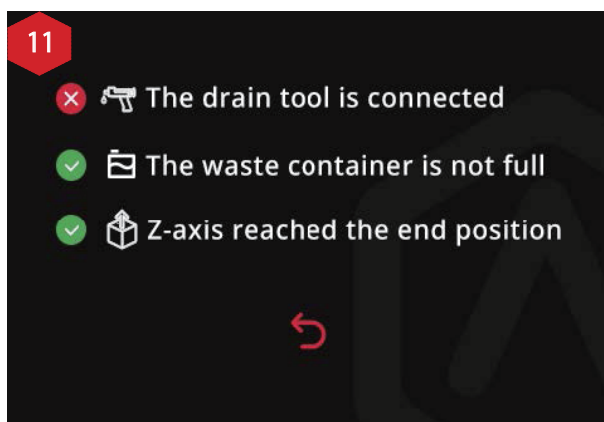 11
The drain tool is connected
The waste container is not full
Z-axis reached the end position